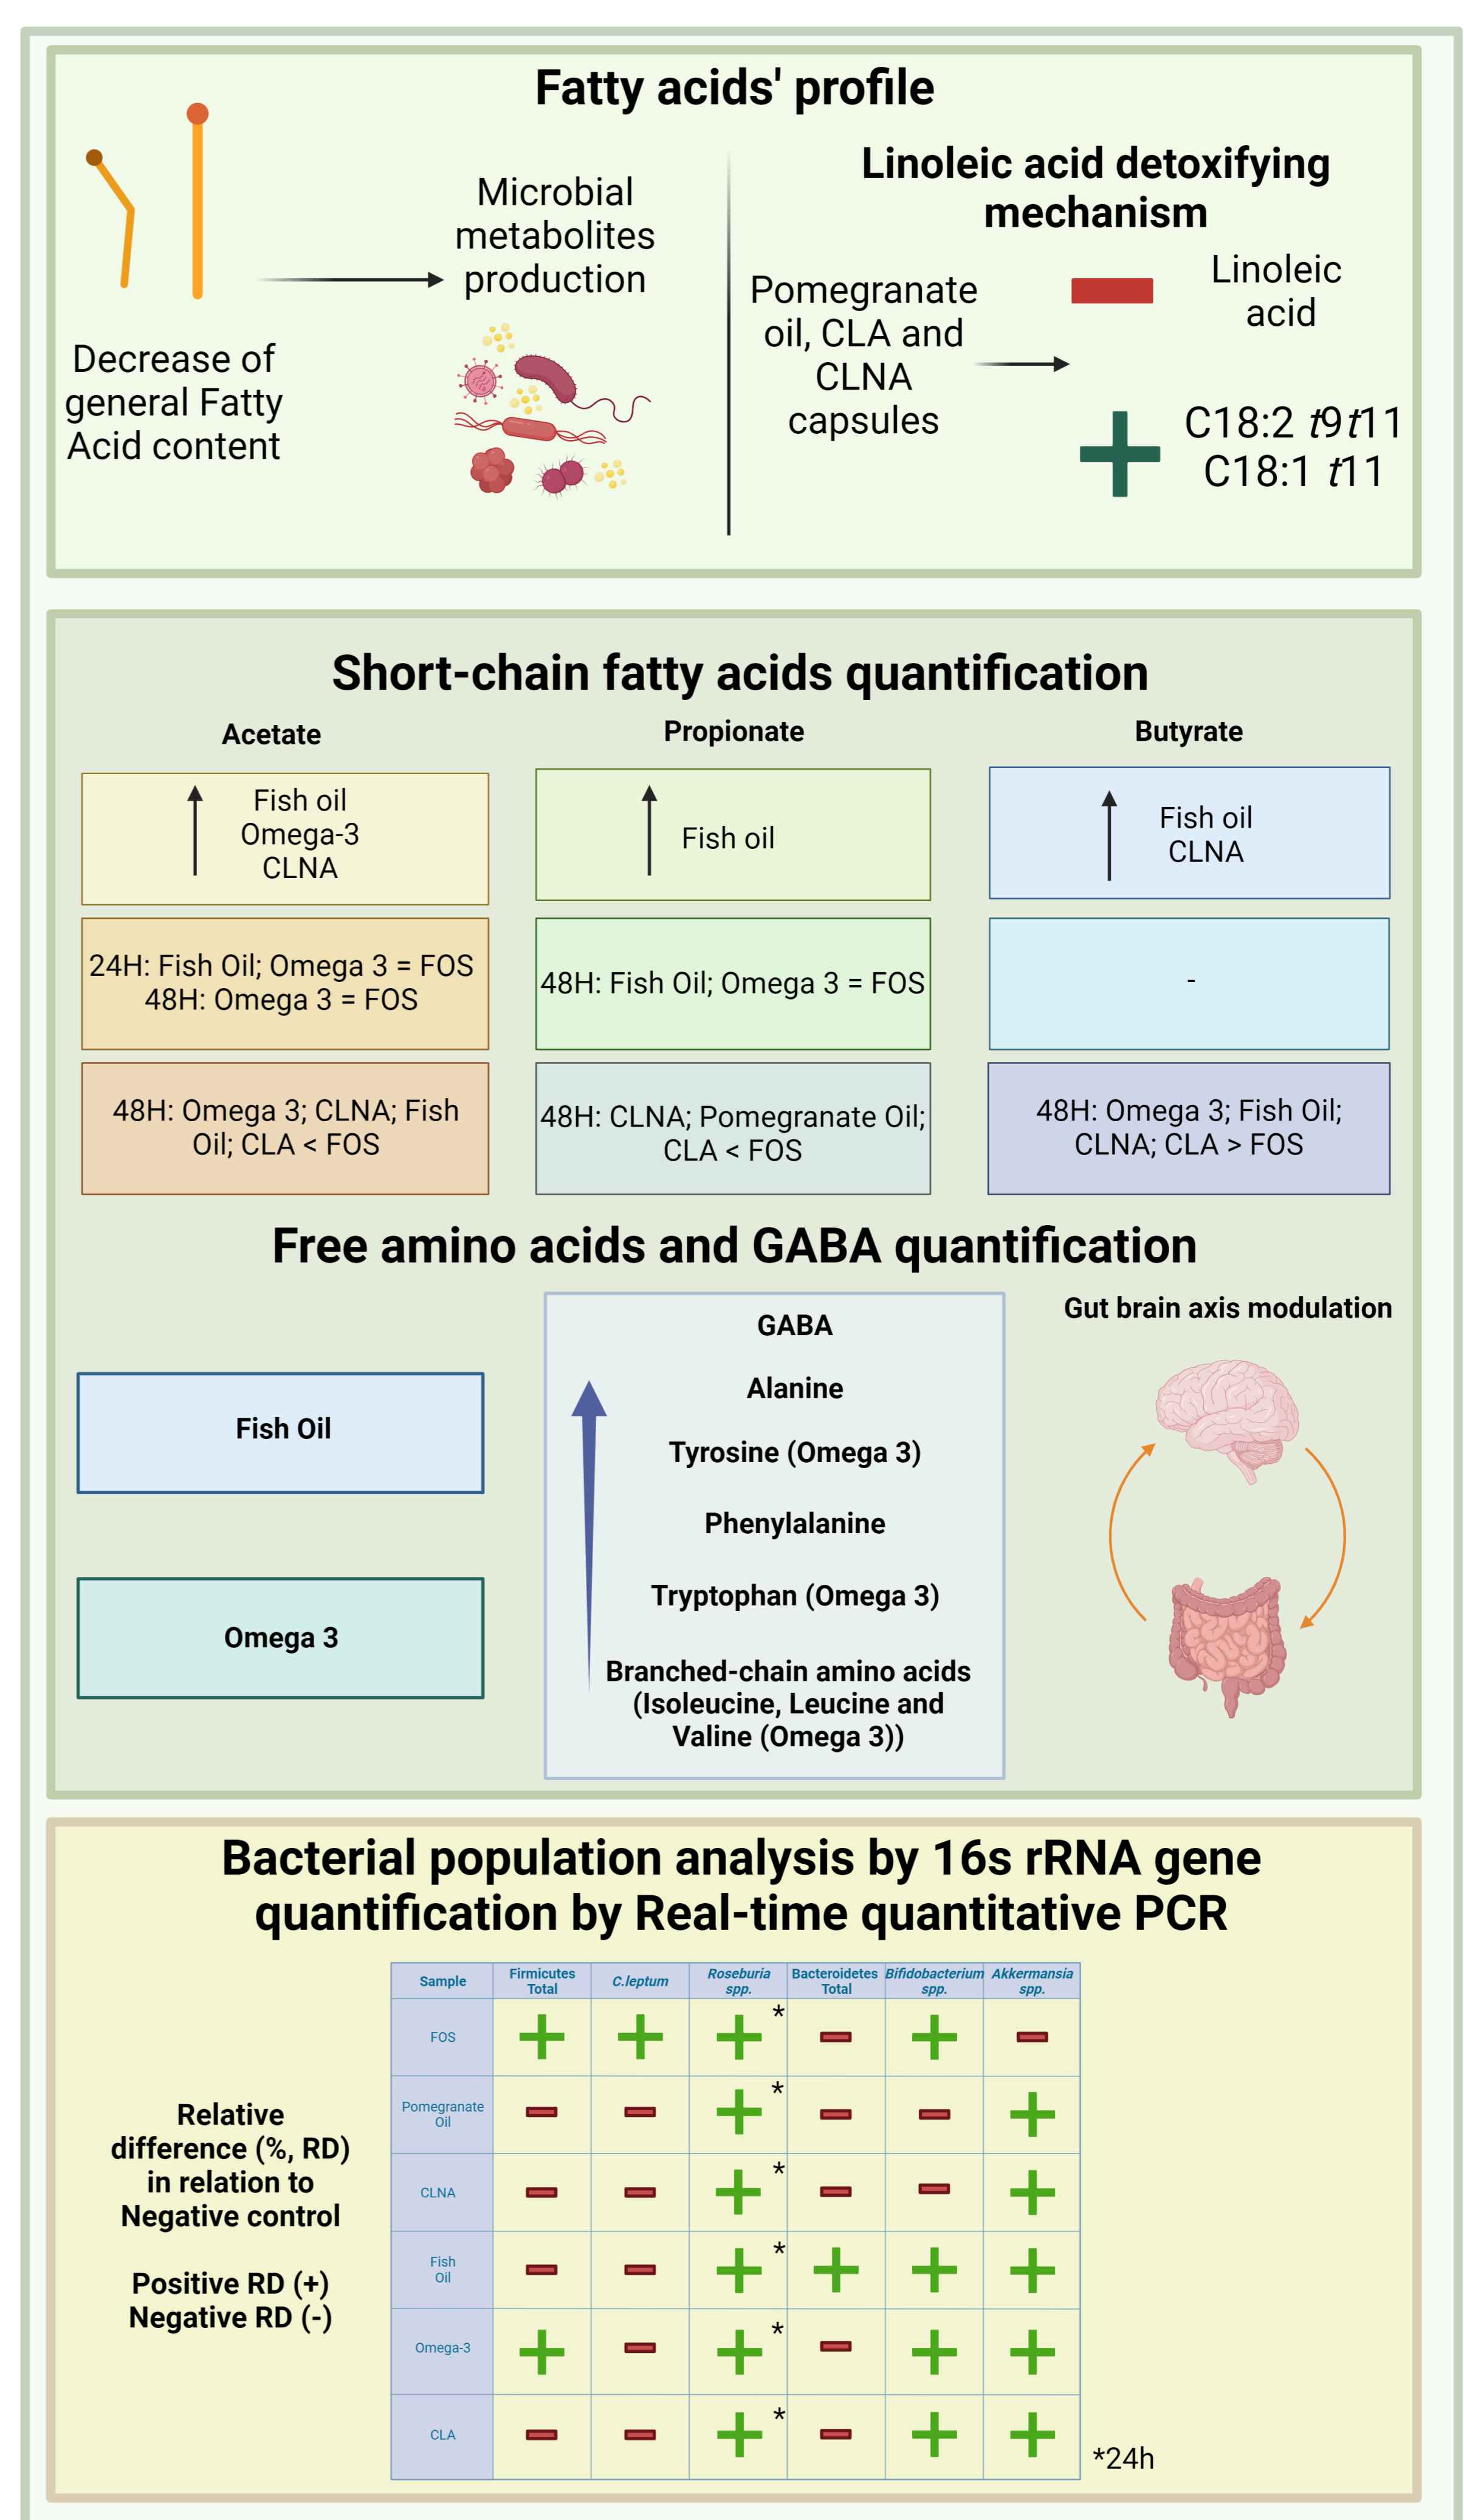 Fatty acids' profile
Decrease of
general Fatty
Acid content
Microbial
metabolites
production
Linoleic acid detoxifying
mechanism
Pomegranate
oil, CLA and
CLNA
capsules
Linoleic
acid
C18:2 t9t11
C18:1 t11
Short-chain fatty acids quantification
Acetate
Propionate
Butyrate
Fish oil
Omega-3
CLNA
Fish oil
Fish oil
CLNA
24H: Fish Oil; Omega 3 = FOS
48H: Omega 3 = FOS
48H: Fish Oil; Omega 3 = FOS
-
48H: Omega 3; CLNA; Fish
Oil; CLA < FOS
48H: CLNA; Pomegranate Oil;
CLA < FOS
48H: Omega 3; Fish Oil;
CLNA; CLA > FOS
Free amino acids and GABA quantification
Fish Oil
Omega 3
GABA
Alanine
Tyrosine (Omega 3)
Phenylalanine
Tryptophan (Omega 3)
Branched-chain amino acids
(Isoleucine, Leucine and
Valine (Omega 3))
Gut brain axis modulation
Bacterial population analysis by 16s rRNA gene
quantification by Real-time quantitative PCR
Relative
difference (%, RD)
in relation to
Negative control
Positive RD (+)
Negative RD (-)
Sample
Firmicutes
Total
C.leptum
Roseburia
spp.
Bacteroidetes
Total
Bifidobacterium
spp.
Akkermansia
spp.
FOS
*
Pomegranate
Oil
*
CLNA
*
Fish
Oil
*
Omega-3
*
CLA
*
*24h